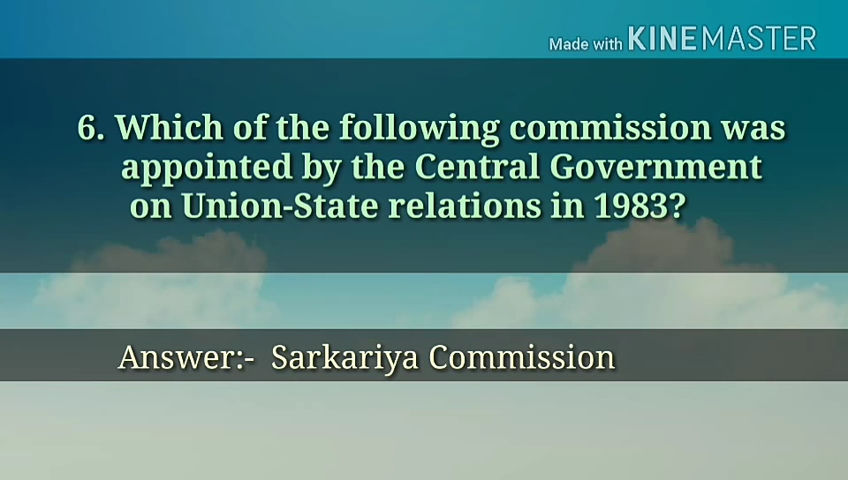 Made with KINEMASTER
6. Which of the following commission was
appointed by the Central Government
on Union-State relations in 1983?
Answer:- Sarkariya Commission